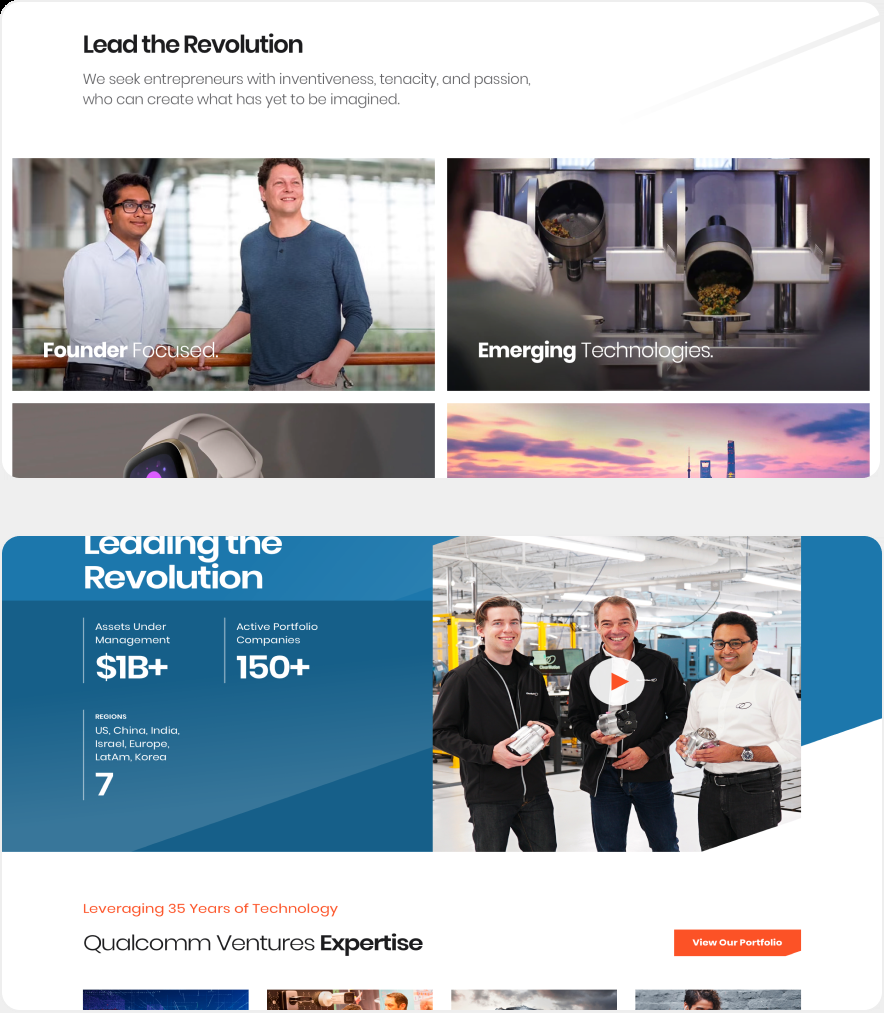 Lead the Revolution
We seek entrepreneurs with inventiveness, tenacity, and passion,
who can create what has yet to be imagined.
Founder Focused.
Emerging Technologies.
Leading the
Revolution
Assets Under
Management
$1B+
Active Portfolio
Companies
150+
REGIONS
US, China, India,
Israel, Europe,
LatAm, Korea
7
Leveraging 35 Years of Technology
Qualcomm Ventures Expertise
View Our Portfolio